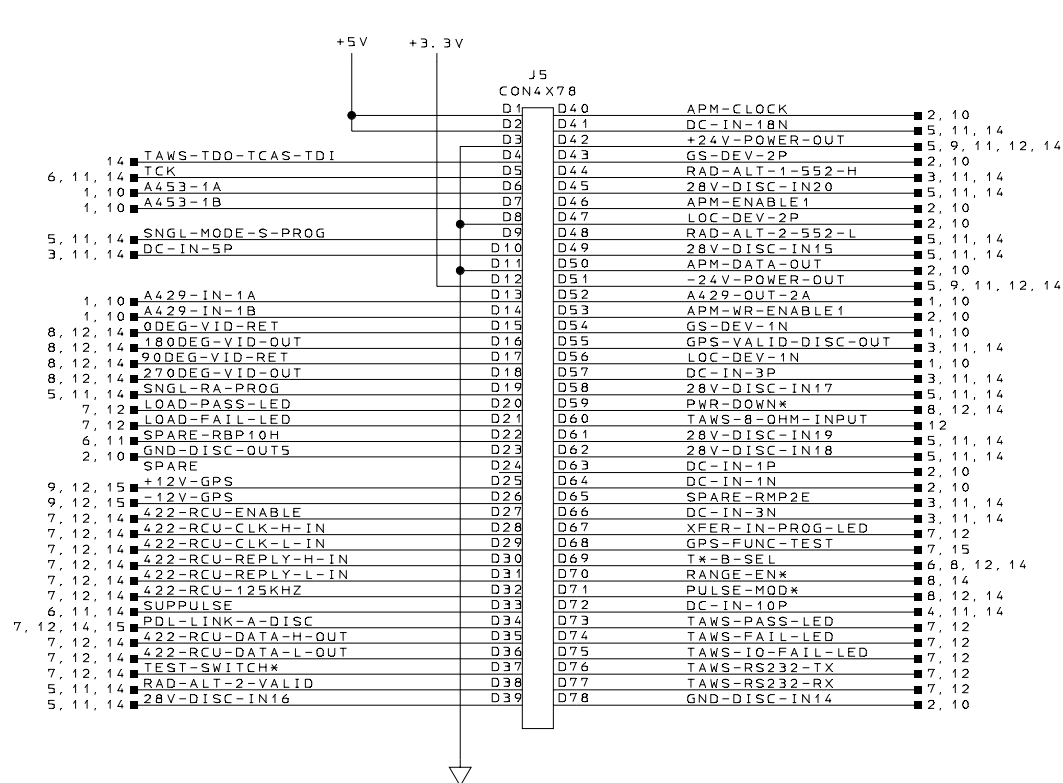 +5V +3.3V
J5
CON4X78
D1 D40 APM-CLOCK 2, 10
D2 D41 DC-IN-18N 5, 11, 14
D3 D42 +24V-POWER-OUT 5, 9, 11, 12, 14
14 TAWS-TDO-TCAS-TDI D4 D43 GS-DEV-2P 2, 10
6, 11, 14 TCK D5 D44 RAD-ALT-1-552-H 3, 11, 14
1, 10 A453-1A D6 D45 28V-DISC-IN20 5, 11, 14
1, 10 A453-1B D7 D46 APM-ENABLE1 2, 10
D8 D47 LOC-DEV-2P 2, 10
5, 11, 14 SNGL-MODE-S-PROG D9 D48 RAD-ALT-2-552-L 5, 11, 14
3, 11, 14 DC-IN-5P D10 D49 28V-DISC-IN15 5, 11, 14
D11 D50 APM-DATA-OUT 2, 10
D12 D51 -24V-POWER-OUT 5, 9, 11, 12, 14
1, 10 A429-IN-1A D13 D52 A429-OUT-2A 1, 10
1, 10 A429-IN-1B D14 D53 APM-WR-ENABLE1 2, 10
8, 12, 14 0DEG-VID-RET D15 D54 GS-DEV-1N 1, 10
8, 12, 14 180DEG-VID-OUT D16 D55 GPS-VALID-DISC-OUT 3, 11, 14
8, 12, 14 90DEG-VID-RET D17 D56 LOC-DEV-1N 1, 10
8, 12, 14 270DEG-VID-OUT D18 D57 DC-IN-3P 3, 11, 14
5, 11, 14 SNGL-RA-PROG D19 D58 28V-DISC-IN17 5, 11, 14
7, 12 LOAD-PASS-LED D20 D59 PWR-DOWN* 8, 12, 14
7, 12 LOAD-FAIL-LED D21 D60 TAWS-8-OHM-INPUT 12
6, 11 SPARE-RBP10H D22 D61 28V-DISC-IN19 5, 11, 14
2, 10 GND-DISC-OUT5 D23 D62 28V-DISC-IN18 5, 11, 14
SPARE D24 D63 DC-IN-1P 2, 10
9, 12, 15 +12V-GPS D25 D64 DC-IN-1N 2, 10
9, 12, 15 -12V-GPS D26 D65 SPARE-RMP2E 3, 11, 14
7, 12, 14 422-RCU-ENABLE D27 D66 DC-IN-3N 3, 11, 14
7, 12, 14 422-RCU-CLK-H-IN D28 D67 XFER-IN-PROG-LED 7, 12
7, 12, 14 422-RCU-CLK-L-IN D29 D68 GPS-FUNC-TEST 7, 15
7, 12, 14 422-RCU-REPLY-H-IN D30 D69 T*-B-SEL 6, 8, 12, 14
7, 12, 14 422-RCU-REPLY-L-IN D31 D70 RANGE-EN* 8, 14
7, 12, 14 422-RCU-125KHZ D32 D71 PULSE-MOD* 8, 12, 14
6, 11, 14 SUPPULSE D33 D72 DC-IN-10P 4, 11, 14
7, 12, 14, 15 PDL-LINK-A-DISC D34 D73 TAWS-PASS-LED 7, 12
7, 12, 14 422-RCU-DATA-H-OUT D35 D74 TAWS-FAIL-LED 7, 12
7, 12, 14 422-RCU-DATA-L-OUT D36 D75 TAWS-IO-FAIL-LED 7, 12
7, 12, 14 TEST-SWITCH* D37 D76 TAWS-RS232-TX 7, 12
5, 11, 14 RAD-ALT-2-VALID D38 D77 TAWS-RS232-RX 7, 12
5, 11, 14 28V-DISC-IN16 D39 D78 GND-DISC-IN14 2, 10